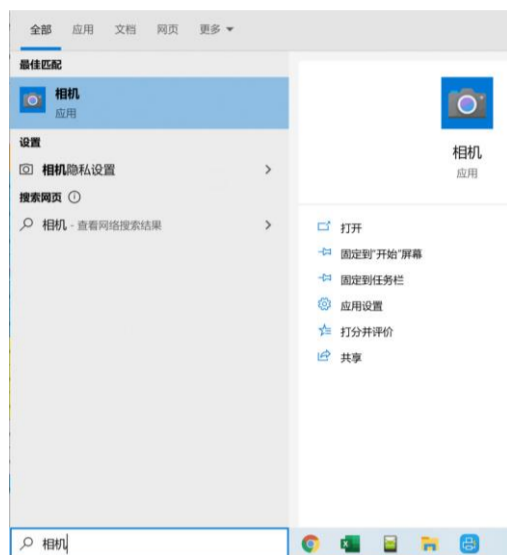 全部 应用 文档 网页 更多
最佳匹配
相机
应用
设置
相机隐私设置
搜索网页
相机 - 查看网络搜索结果
相机
应用
打开
固定到"开始"屏幕
固定到任务栏
应用设置
打分并评价
共享
相机